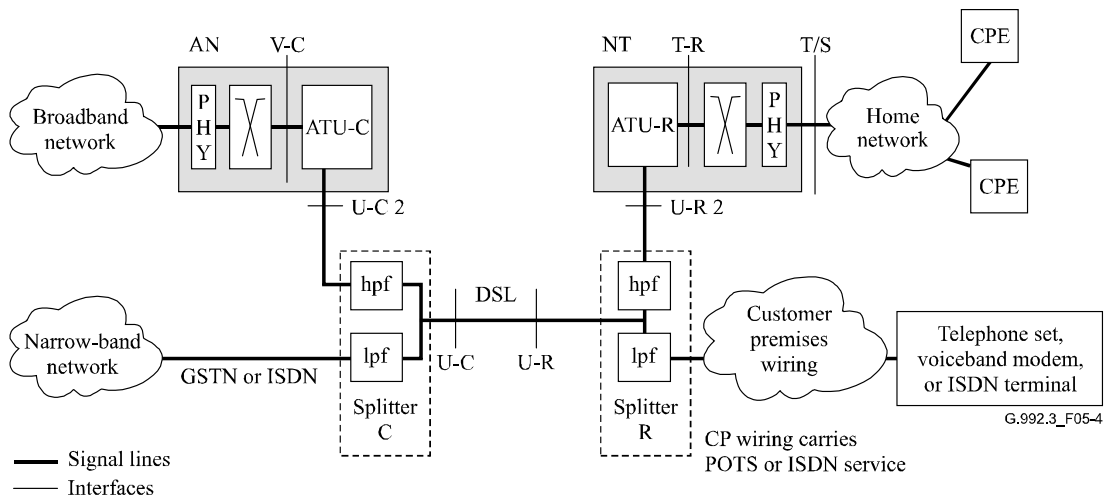 AN
V-C
NT
T-R
T/S
CPE
Broadband
network
P
H
Y
ATU-C
ATU-R
P
H
Y
Home
network
CPE
U-C 2
U-R 2
hpf
hpf
DSL
Customer
premises
wiring
Narrow-band
network
GSTN or ISDN
lpf
U-C
U-R
lpf
Telephone set,
voiceband modem,
or ISDN terminal
Splitter
C
Splitter
R
G.992.3_F05-4
CP wiring carries
POTS or ISDN service
Signal lines
Interfaces